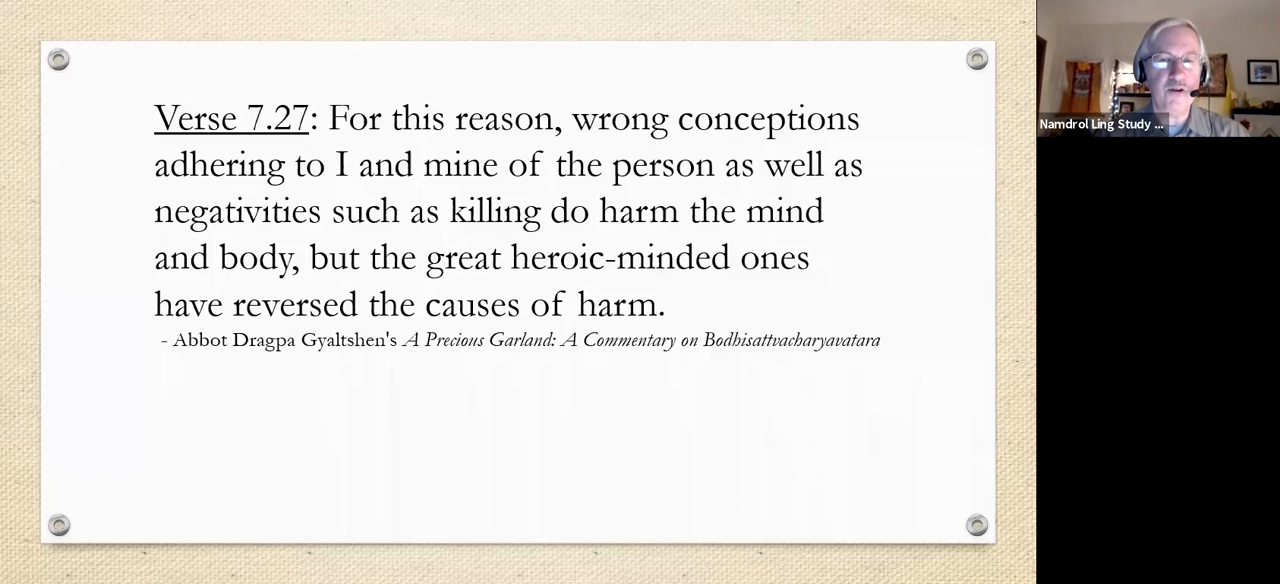 Verse 7.27: For this reason, wrong conceptions
adhering to I and mine of the person as well as
negativities such as killing do harm the mind
and body, but the great heroic-minded ones
have reversed the causes of harm.
- Abbot Dragpa Gyaltshen's A Precious Garland: A Commentary on Bodhisattvacharyavatara
Namdrol Ling Study ...